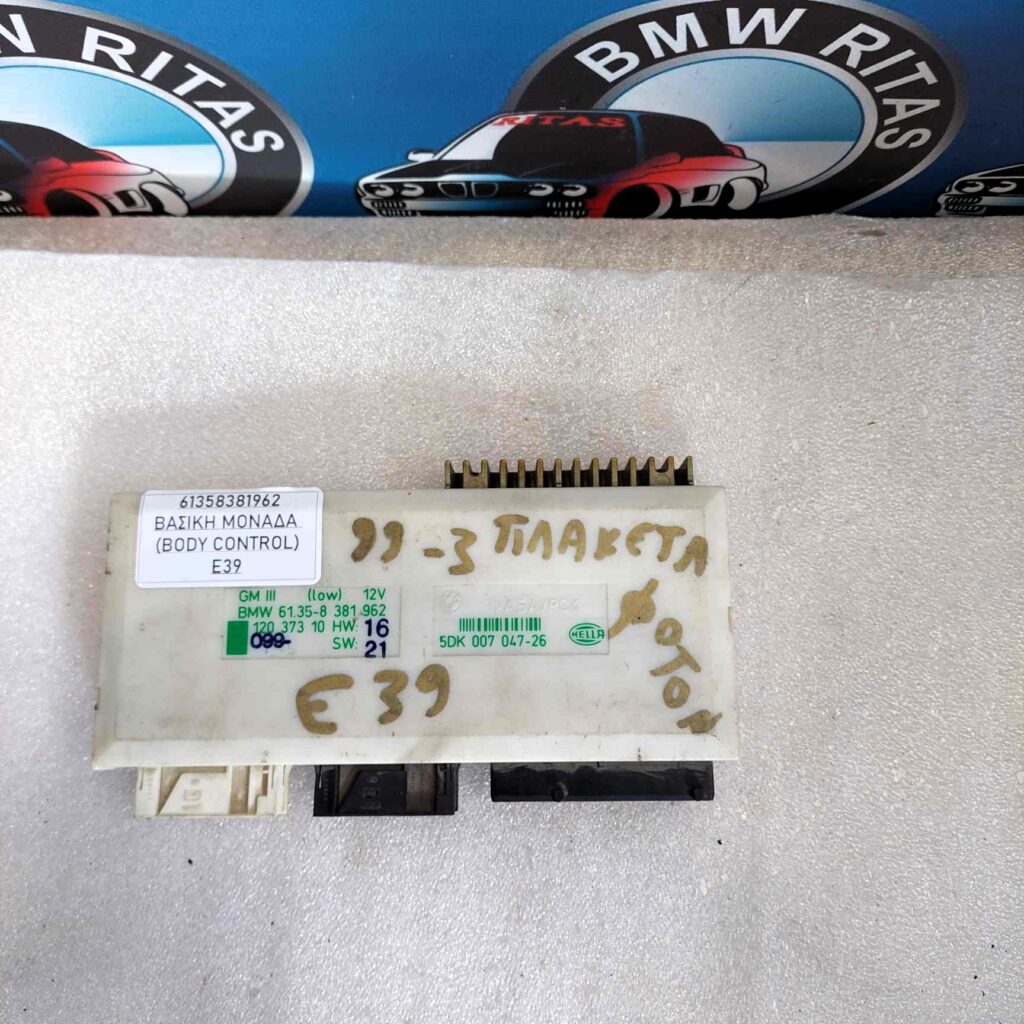 N RITAS
BMW RITAS
RITAS
61358381962
ΒΑΣΙΚΗ ΜΟΝΑΔΑ
(BODY CONTROL)
E39
99-3 ΠΛΑΚΕΤΑ
ΦΩΤΩΝ
GM III (low) 12V
BMW 61.35-8 381 962
120 373 10 HW: 16
099- SW: 21
5DK 007 047-26
HELLA
E39